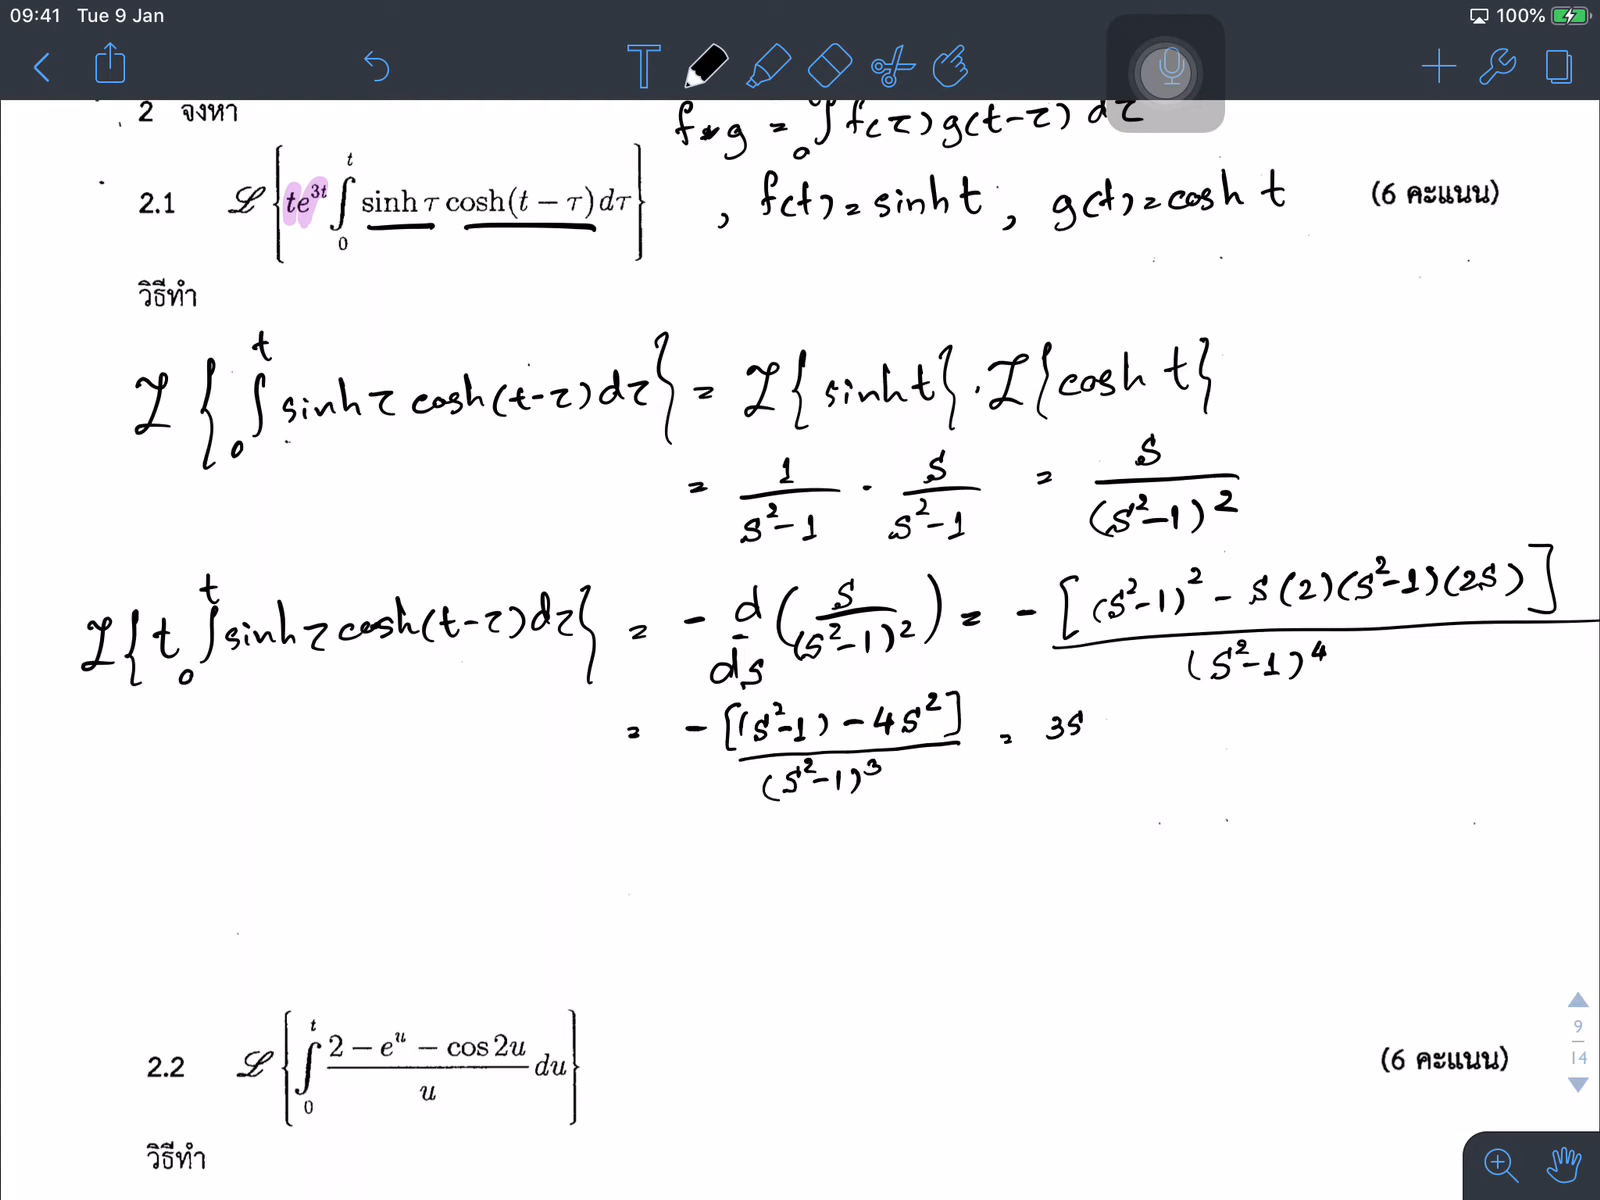 09:41 Tue 9 Jan 100%
2 จงหา f*g = ∫₀ f(τ)g(t-τ) dτ
2.1 ℒ{te^{3t} ∫₀^t sinh τ cosh(t − τ) dτ} , f(t) = sinh t, g(t) = cosh t (6 คะแนน)
วิธีทำ
ℒ{∫₀^t sinh τ cosh(t-τ)dτ} = ℒ{sinh t}·ℒ{cosh t}
= 1/(s²-1) · s/(s²-1) = s/(s²-1)²
ℒ{t ∫₀^t sinh τ cosh(t-τ)dτ} = - d/ds (s/(s²-1)²) = - [(s²-1)² - s(2)(s²-1)(2s)]/(s²-1)⁴
= - [(s²-1) - 4s²]/(s²-1)³ = 3s
2.2 ℒ{∫₀^t (2 − e^u − cos 2u)/u du} (6 คะแนน)
วิธีทำ
9
14